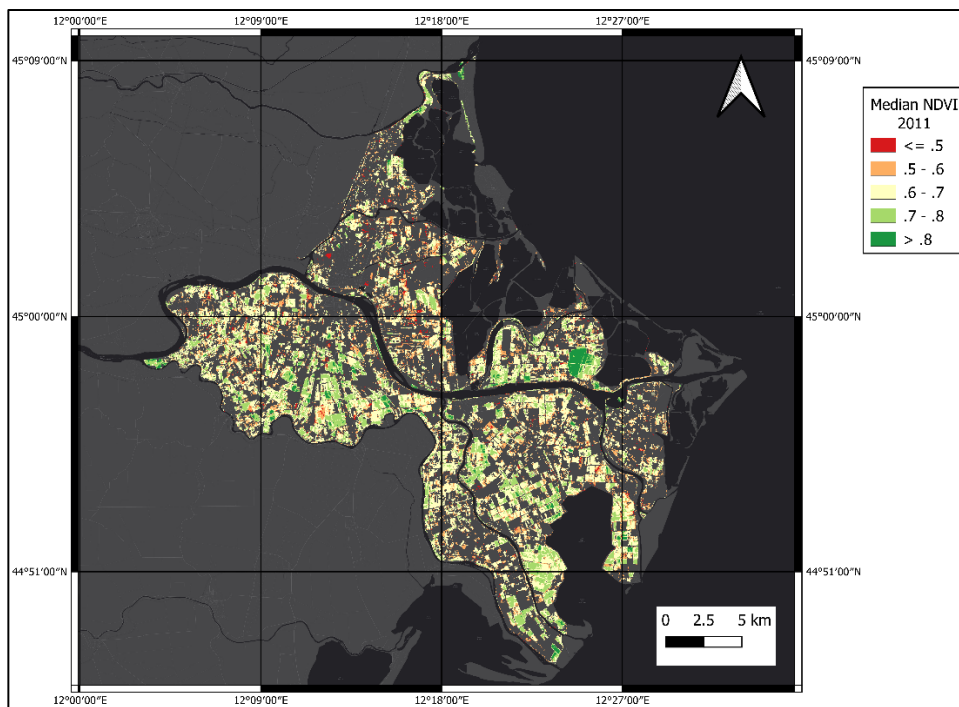 12°00'00"E 12°09'00"E 12°18'00"E 12°27'00"E
45°09'00"N 45°09'00"N
Median NDVI
2011
<= .5
.5 - .6
.6 - .7
.7 - .8
> .8
45°00'00"N 45°00'00"N
44°51'00"N 44°51'00"N
0 2.5 5 km
12°00'00"E 12°09'00"E 12°18'00"E 12°27'00"E